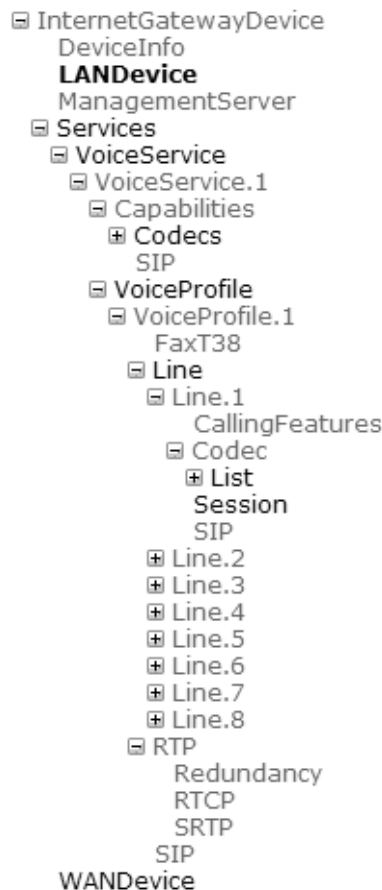 InternetGatewayDevice
DeviceInfo
LANDevice
ManagementServer
Services
VoiceService
VoiceService.1
Capabilities
Codecs
SIP
VoiceProfile
VoiceProfile.1
FaxT38
Line
Line.1
CallingFeatures
Codec
List
Session
SIP
Line.2
Line.3
Line.4
Line.5
Line.6
Line.7
Line.8
RTP
Redundancy
RTCP
SRTP
SIP
WANDevice